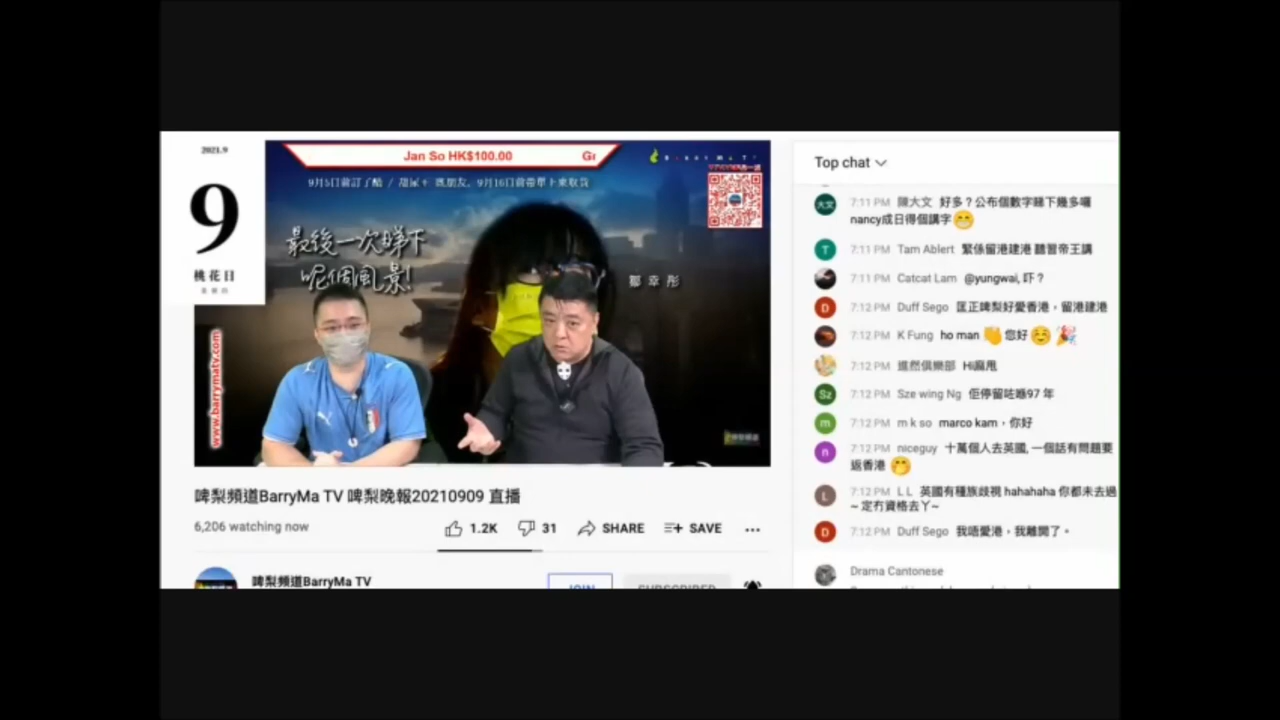 2021.9
9
桃花日
Jan So HK$100.00
Gr
BarryMa TV
9月5日前訂了酷 / 甜尿+ 既朋友，9月16日前帶單卡來取貨
最後一次睇下
呢個風景!
鄒幸彤
www.barrymatv.com
啤梨頻道BarryMa TV 啤梨晚報20210909 直播
6,206 watching now
1.2K
31
SHARE
SAVE
啤梨頻道BarryMa TV
JOIN
SUBSCRIBED
Top chat
7:11 PM 陳大文 好多？公布個數字睇下幾多囉
nancy成日得個講字😁
7:11 PM Tam Ablert 緊係留港建港 聽習帝王講
7:11 PM Catcat Lam @yungwai, 吓？
7:12 PM Duff Sego 匡正啤梨好愛香港，留港建港
7:12 PM K Fung ho man 👋 您好 ☺️ 🎉
7:12 PM 進然俱樂部 Hi麻甩
7:12 PM Sze wing Ng 佢停留咗喺97 年
7:12 PM m k so marco kam，你好
7:12 PM niceguy 十萬個人去英國, 一個話有問題要
返香港 🤭
7:12 PM L L 英國有種族歧視 hahahaha 你都未去過
~ 定冇資格去丫~
7:12 PM Duff Sego 我唔愛港，我離開了。
Drama Cantonese